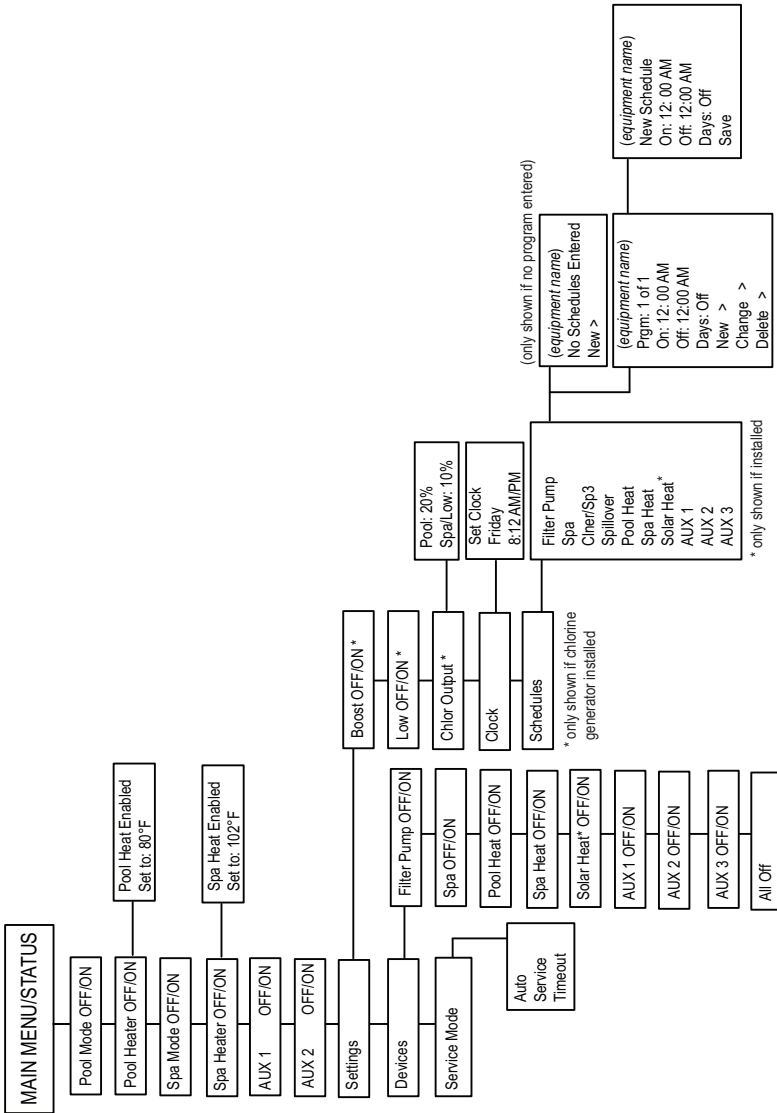 MAIN MENU/STATUS
Pool Mode OFF/ON
Pool Heater OFF/ON
Pool Heat Enabled
Set to: 80°F
Spa Mode OFF/ON
Spa Heater OFF/ON
Spa Heat Enabled
Set to: 102°F
AUX 1 OFF/ON
AUX 2 OFF/ON
Settings
Boost OFF/ON *
Low OFF/ON *
Chlor Output *
Pool: 20%
Spa/Low: 10%
Clock
Set Clock
Friday
8:12 AM/PM
Schedules
* only shown if chlorine
generator installed
Filter Pump
Spa
Clner/Sp3
Spillover
Pool Heat
Spa Heat
Solar Heat*
AUX 1
AUX 2
AUX 3
* only shown if installed
(only shown if no program entered)
(equipment name)
No Schedules Entered
New >
(equipment name)
Prgm: 1 of 1
On: 12: 00 AM
Off: 12:00 AM
Days: Off
New >
Change >
Delete >
(equipment name)
New Schedule
On: 12: 00 AM
Off: 12:00 AM
Days: Off
Save
Devices
Filter Pump OFF/ON
Spa OFF/ON
Pool Heat OFF/ON
Spa Heat OFF/ON
Solar Heat* OFF/ON
AUX 1 OFF/ON
AUX 2 OFF/ON
AUX 3 OFF/ON
All Off
Service Mode
Auto
Service
Timeout